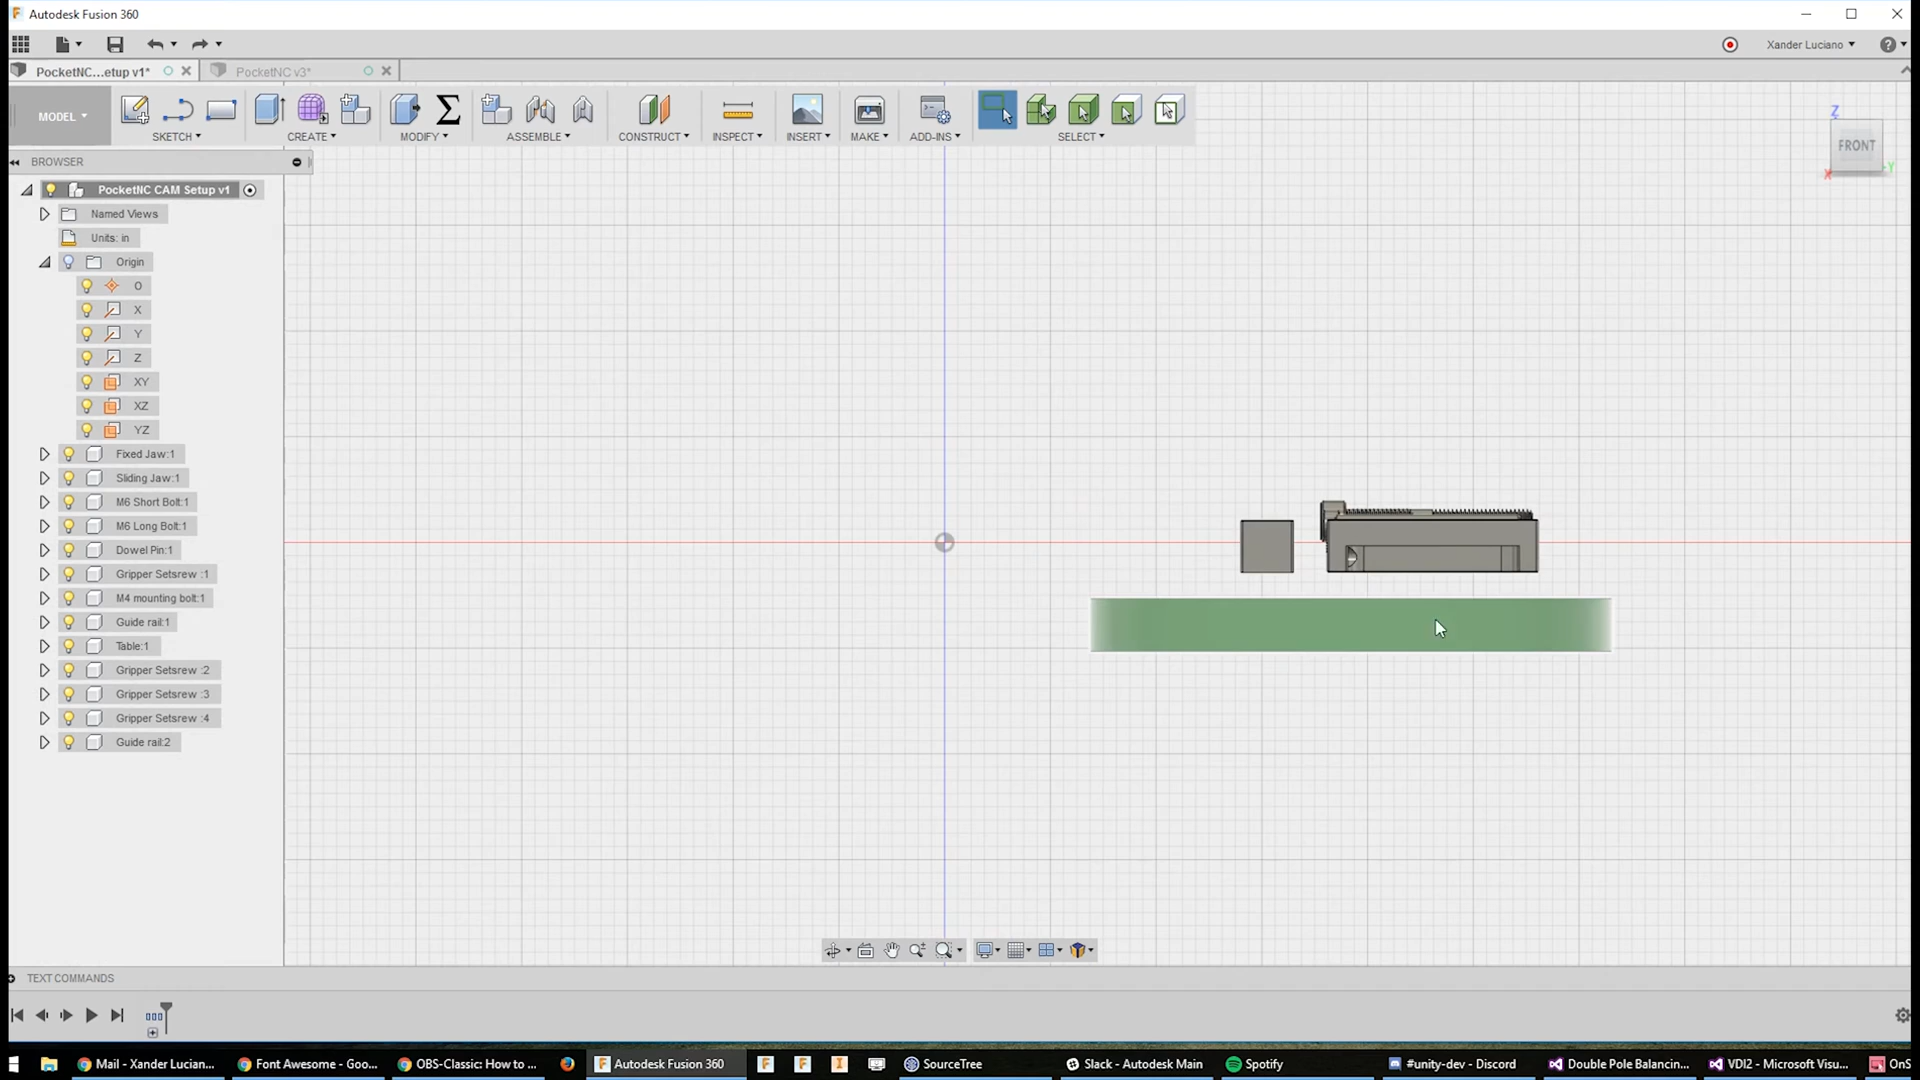 Autodesk Fusion 360
Xander Luciano
PocketNC...etup v1*
PocketNC v3*
MODEL
SKETCH
CREATE
MODIFY
ASSEMBLE
CONSTRUCT
INSPECT
INSERT
MAKE
ADD-INS
SELECT
Z
FRONT
X
Y
BROWSER
PocketNC CAM Setup v1
Named Views
Units: in
Origin
O
X
Y
Z
XY
XZ
YZ
Fixed Jaw:1
Sliding Jaw:1
M6 Short Bolt:1
M6 Long Bolt:1
Dowel Pin:1
Gripper Setsrew :1
M4 mounting bolt:1
Guide rail:1
Table:1
Gripper Setsrew :2
Gripper Setsrew :3
Gripper Setsrew :4
Guide rail:2
TEXT COMMANDS
Mail - Xander Lucian...
Font Awesome - Goo...
OBS-Classic: How to ...
Autodesk Fusion 360
SourceTree
Slack - Autodesk Main
Spotify
#unity-dev - Discord
Double Pole Balancin...
VDI2 - Microsoft Visu...
OnS